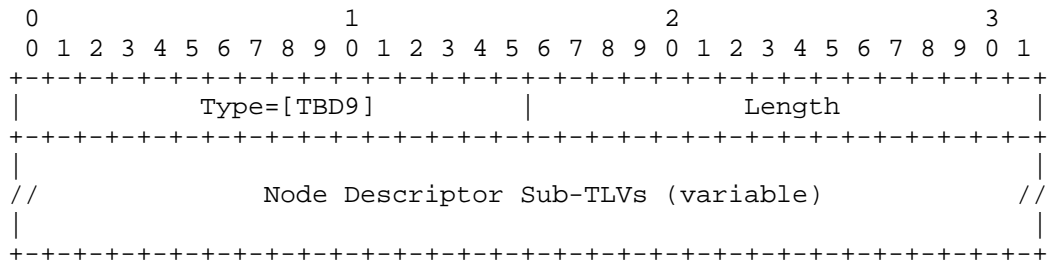 0                   1                   2                   3
 0 1 2 3 4 5 6 7 8 9 0 1 2 3 4 5 6 7 8 9 0 1 2 3 4 5 6 7 8 9 0 1
+-+-+-+-+-+-+-+-+-+-+-+-+-+-+-+-+-+-+-+-+-+-+-+-+-+-+-+-+-+-+-+-+
|           Type=[TBD9]         |             Length            |
+-+-+-+-+-+-+-+-+-+-+-+-+-+-+-+-+-+-+-+-+-+-+-+-+-+-+-+-+-+-+-+-+
|                                                               |
//              Node Descriptor Sub-TLVs (variable)            //
|                                                               |
+-+-+-+-+-+-+-+-+-+-+-+-+-+-+-+-+-+-+-+-+-+-+-+-+-+-+-+-+-+-+-+-+